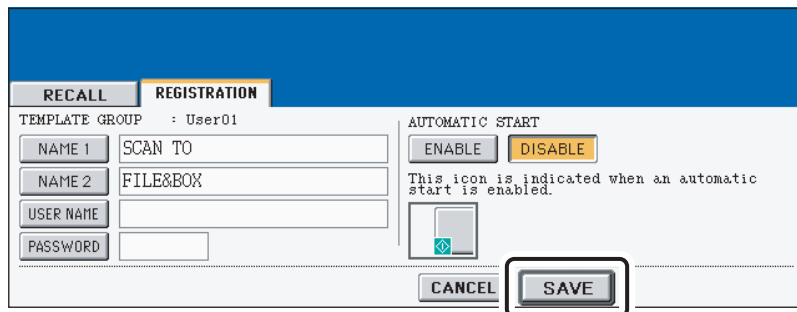 RECALL
REGISTRATION
TEMPLATE GROUP : User01
NAME 1 SCAN TO
NAME 2 FILE&BOX
USER NAME
PASSWORD
AUTOMATIC START
ENABLE DISABLE
This icon is indicated when an automatic
start is enabled.
CANCEL SAVE